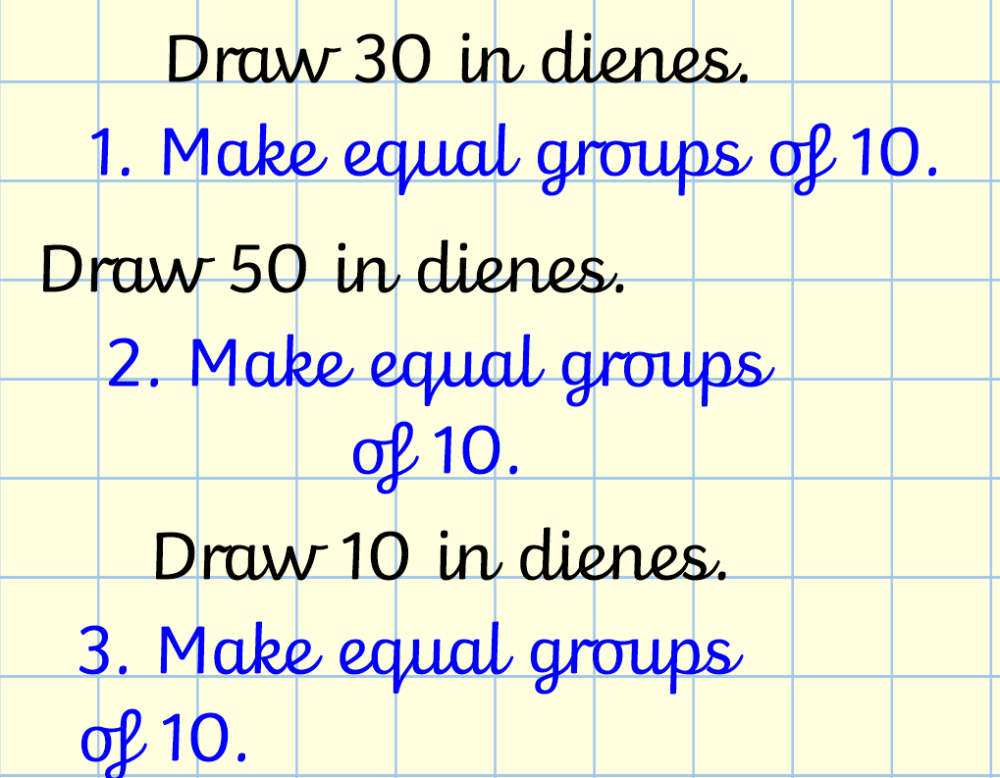 Draw 30 in dienes.
1. Make equal groups of 10.
Draw 50 in dienes.
2. Make equal groups
of 10.
Draw 10 in dienes.
3. Make equal groups
of 10.